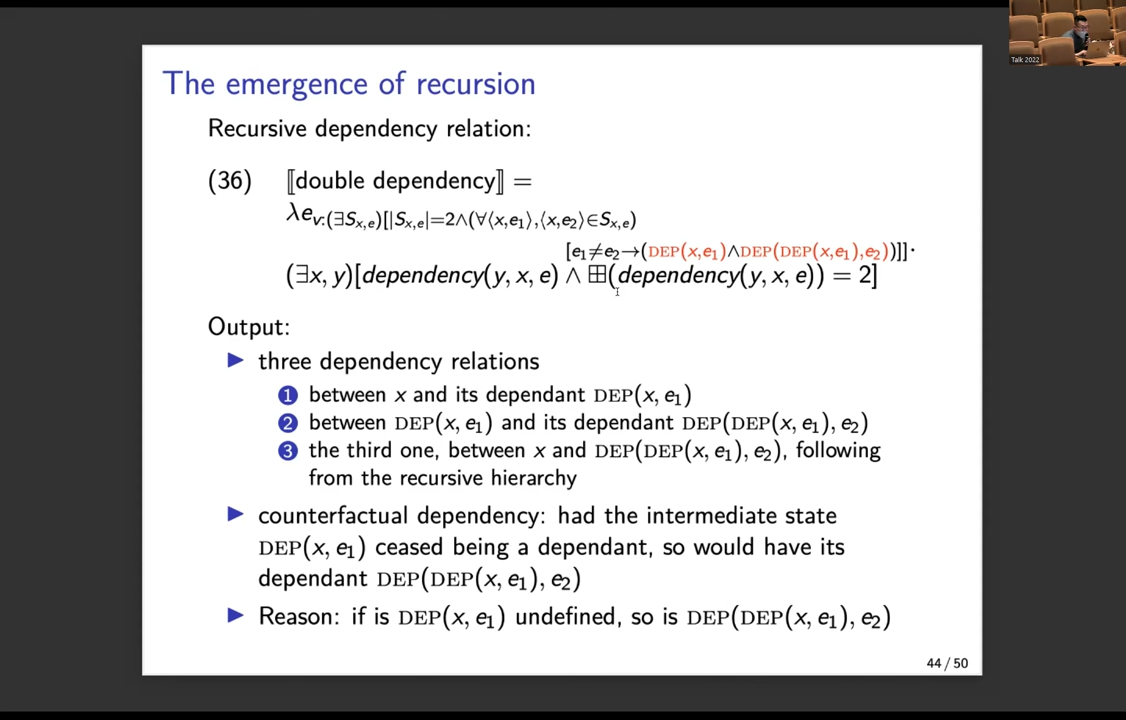 The emergence of recursion
Recursive dependency relation:
(36) ⟦double dependency⟧ =
λe_v:(∃S_{x,e})[|S_{x,e}|=2∧(∀⟨x,e₁⟩,⟨x,e₂⟩∈S_{x,e})
[e₁≠e₂→(DEP(x,e₁)∧DEP(DEP(x,e₁),e₂))]]·
(∃x, y)[dependency(y, x, e) ∧ ⊞(dependency(y, x, e)) = 2]
Output:
▶ three dependency relations
1 between x and its dependant DEP(x, e₁)
2 between DEP(x, e₁) and its dependant DEP(DEP(x, e₁), e₂)
3 the third one, between x and DEP(DEP(x, e₁), e₂), following
from the recursive hierarchy
▶ counterfactual dependency: had the intermediate state
DEP(x, e₁) ceased being a dependant, so would have its
dependant DEP(DEP(x, e₁), e₂)
▶ Reason: if is DEP(x, e₁) undefined, so is DEP(DEP(x, e₁), e₂)
44 / 50
Talk 2022